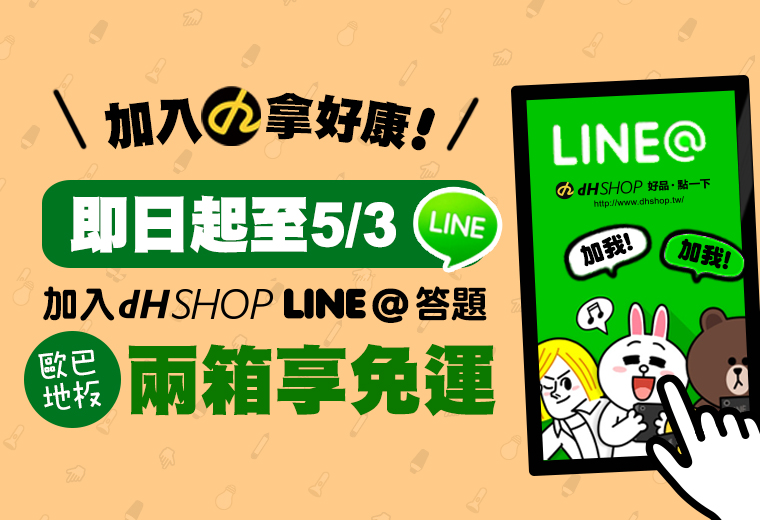 加入dh拿好康!
即日起至5/3
LINE
加入dHSHOP LINE@答題
歐巴
地板
兩箱享免運
LINE@
dh dHSHOP 好品·點一下
http://www.dhshop.tw/
加我!
加我!